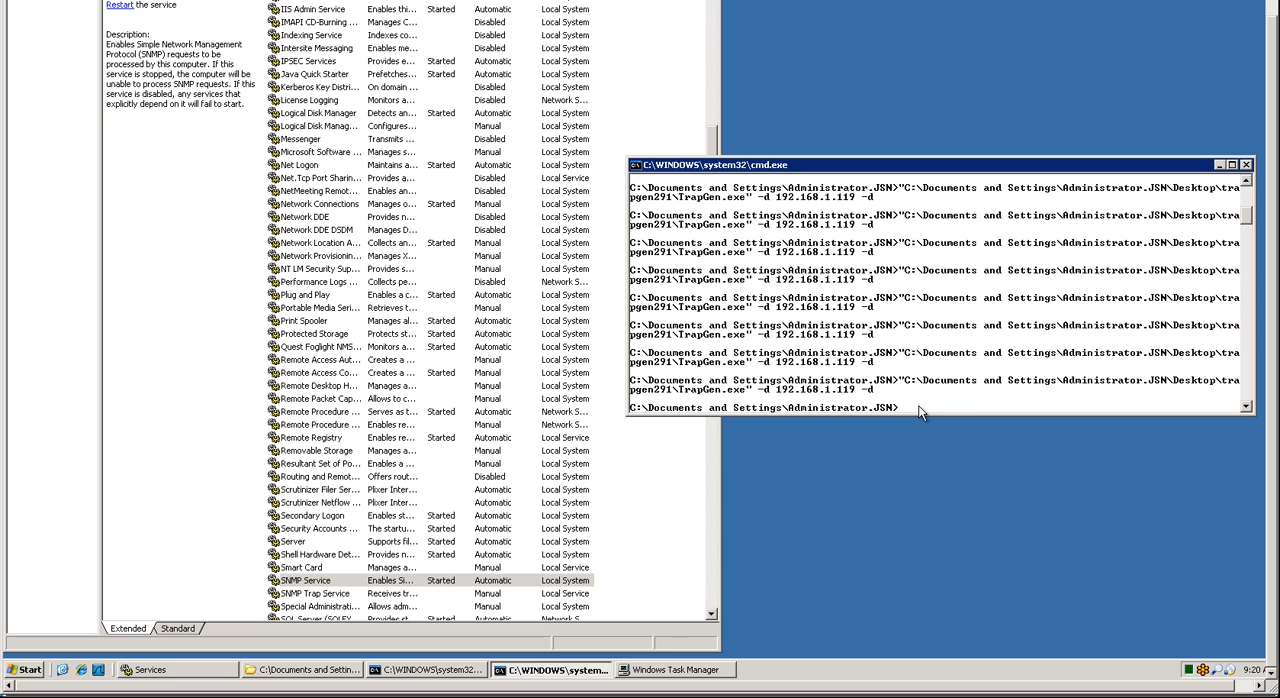 Restart the service
Description:
Enables Simple Network Management
Protocol (SNMP) requests to be
processed by this computer. If this
service is stopped, the computer will be
unable to process SNMP requests. If this
service is disabled, any services that
explicitly depend on it will fail to start.
IIS Admin Service Enables thi... Started Automatic Local System
IMAPI CD-Burning ... Manages C... Disabled Local System
Indexing Service Indexes co... Disabled Local System
Intersite Messaging Enables me... Disabled Local System
IPSEC Services Provides e... Started Automatic Local System
Java Quick Starter Prefetches... Started Automatic Local System
Kerberos Key Distri... On domain ... Disabled Local System
License Logging Monitors a... Disabled Network S...
Logical Disk Manager Detects an... Started Automatic Local System
Logical Disk Manag... Configures... Manual Local System
Messenger Transmits ... Disabled Local System
Microsoft Software ... Manages s... Manual Local System
Net Logon Maintains a... Started Automatic Local System
Net.Tcp Port Sharin... Provides a... Disabled Local Service
NetMeeting Remot... Enables an... Disabled Local System
Network Connections Manages o... Started Manual Local System
Network DDE Provides n... Disabled Local System
Network DDE DSDM Manages D... Disabled Local System
Network Location A... Collects an... Started Manual Local System
Network Provisionin... Manages X... Manual Local System
NT LM Security Sup... Provides s... Manual Local System
Performance Logs ... Collects pe... Disabled Network S...
Plug and Play Enables a c... Started Automatic Local System
Portable Media Seri... Retrieves t... Manual Local System
Print Spooler Manages al... Started Automatic Local System
Protected Storage Protects st... Started Automatic Local System
Quest Foglight NMS... Monitors a... Started Automatic Local System
Remote Access Aut... Creates a ... Manual Local System
Remote Access Co... Creates a ... Started Manual Local System
Remote Desktop H... Manages a... Manual Local System
Remote Packet Cap... Allows to c... Manual Local System
Remote Procedure ... Serves as t... Started Automatic Network S...
Remote Procedure ... Enables re... Manual Network S...
Remote Registry Enables re... Started Automatic Local Service
Removable Storage Manages a... Manual Local System
Resultant Set of Po... Enables a ... Manual Local System
Routing and Remot... Offers rout... Disabled Local System
Scrutinizer Filer Ser... Plixer Inter... Automatic Local System
Scrutinizer Netflow ... Plixer Inter... Automatic Local System
Secondary Logon Enables st... Started Automatic Local System
Security Accounts ... The startu... Started Automatic Local System
Server Supports fil... Started Automatic Local System
Shell Hardware Det... Provides n... Started Automatic Local System
Smart Card Manages a... Manual Local Service
SNMP Service Enables Si... Started Automatic Local System
SNMP Trap Service Receives tr... Manual Local Service
Special Administrati... Allows adm... Manual Local System
Extended Standard
C:\WINDOWS\system32\cmd.exe
C:\Documents and Settings\Administrator.JSN>"C:\Documents and Settings\Administrator.JSN\Desktop\tra
pgen291\TrapGen.exe" -d 192.168.1.119 -d
C:\Documents and Settings\Administrator.JSN>"C:\Documents and Settings\Administrator.JSN\Desktop\tra
pgen291\TrapGen.exe" -d 192.168.1.119 -d
C:\Documents and Settings\Administrator.JSN>"C:\Documents and Settings\Administrator.JSN\Desktop\tra
pgen291\TrapGen.exe" -d 192.168.1.119 -d
C:\Documents and Settings\Administrator.JSN>"C:\Documents and Settings\Administrator.JSN\Desktop\tra
pgen291\TrapGen.exe" -d 192.168.1.119 -d
C:\Documents and Settings\Administrator.JSN>"C:\Documents and Settings\Administrator.JSN\Desktop\tra
pgen291\TrapGen.exe" -d 192.168.1.119 -d
C:\Documents and Settings\Administrator.JSN>"C:\Documents and Settings\Administrator.JSN\Desktop\tra
pgen291\TrapGen.exe" -d 192.168.1.119 -d
C:\Documents and Settings\Administrator.JSN>"C:\Documents and Settings\Administrator.JSN\Desktop\tra
pgen291\TrapGen.exe" -d 192.168.1.119 -d
C:\Documents and Settings\Administrator.JSN>"C:\Documents and Settings\Administrator.JSN\Desktop\tra
pgen291\TrapGen.exe" -d 192.168.1.119 -d
C:\Documents and Settings\Administrator.JSN>
Start Services C:\Documents and Settin... C:\WINDOWS\system32... C:\WINDOWS\system... Windows Task Manager 9:20